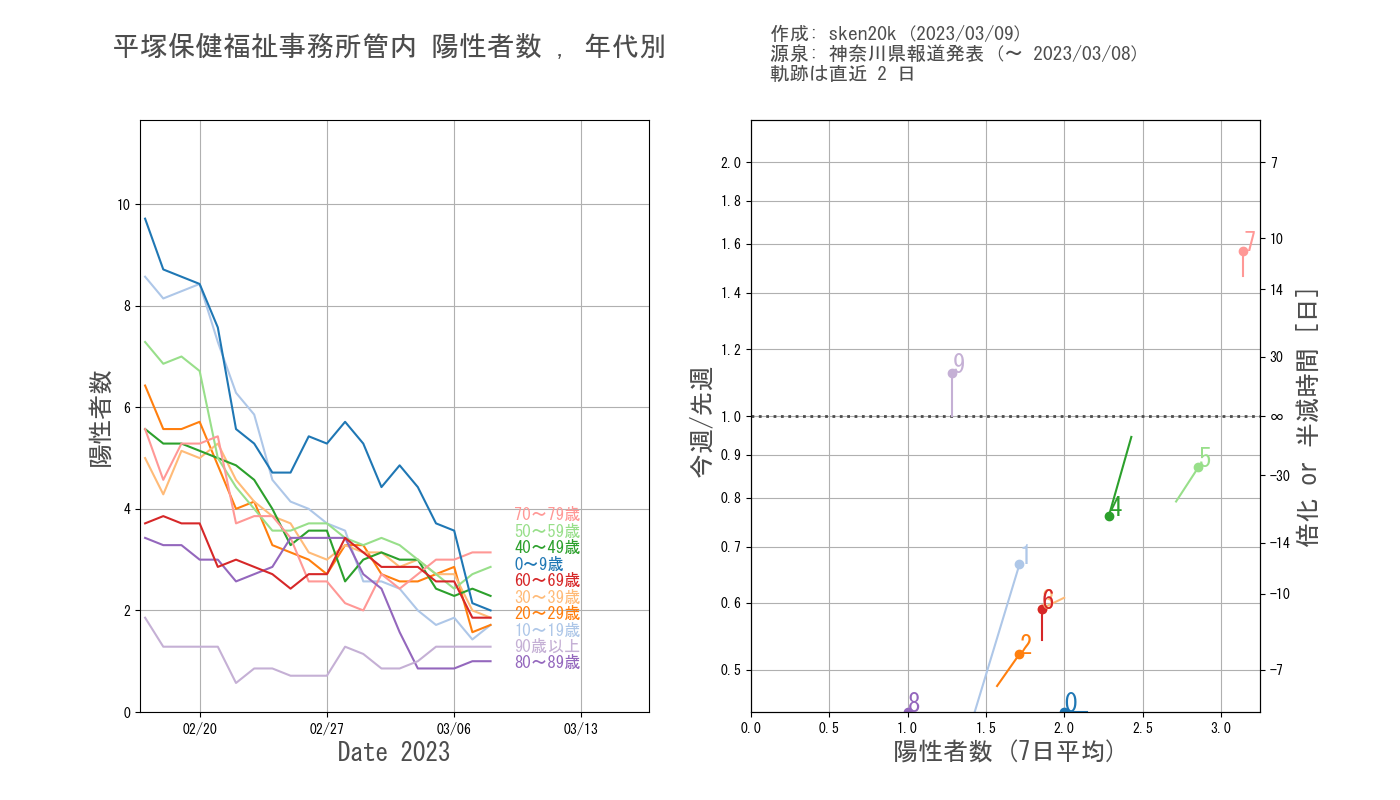 平塚保健福祉事務所管内 陽性者数 , 年代別
作成: sken20k (2023/03/09)
源泉: 神奈川県報道発表 (〜 2023/03/08)
軌跡は直近 2 日
陽性者数
10
8
6
4
2
0
02/20
02/27
03/06
03/13
Date 2023
70〜79歳
50〜59歳
40〜49歳
0〜9歳
60〜69歳
30〜39歳
20〜29歳
10〜19歳
90歳以上
80〜89歳
今週/先週
2.0
1.8
1.6
1.4
1.2
1.0
0.9
0.8
0.7
0.6
0.5
0.0
0.5
1.0
1.5
2.0
2.5
3.0
陽性者数 (7日平均)
7
9
5
4
1
6
2
8
0
7
10
14
30
∞
−30
−14
−10
−7
倍化 or 半減時間 [日]